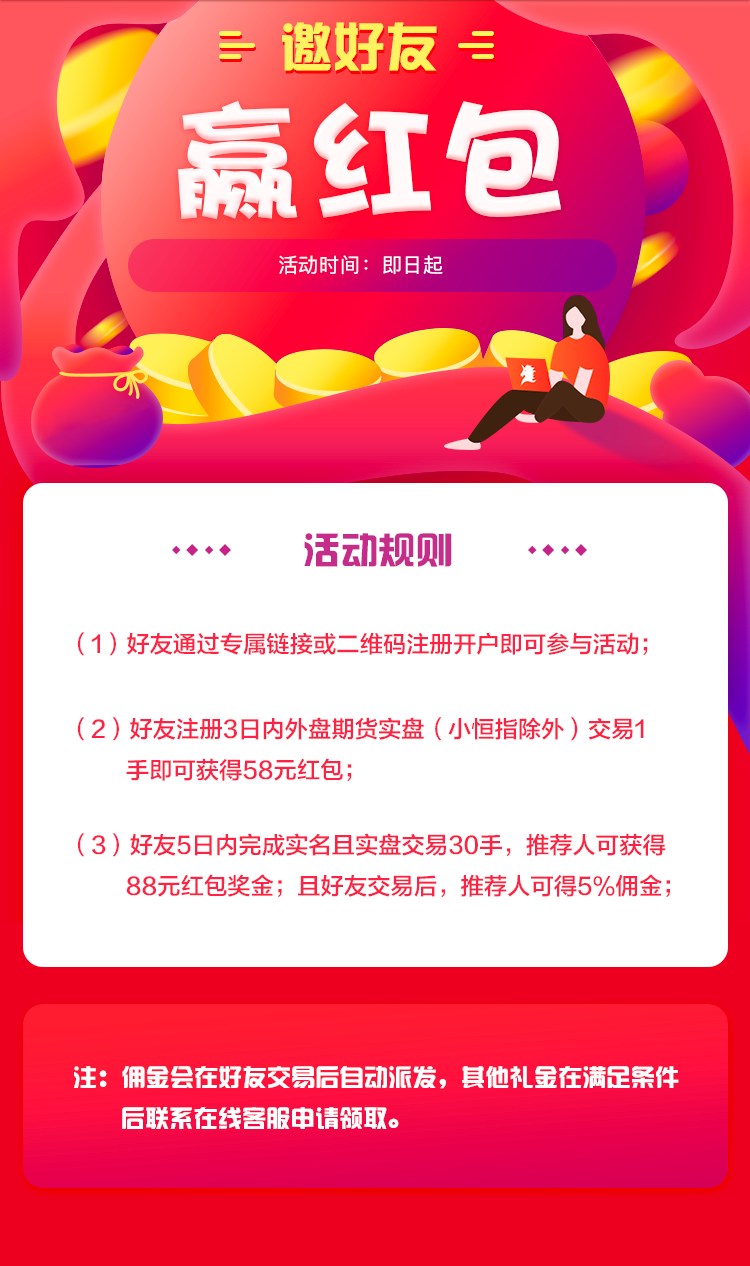 邀好友
赢红包
活动时间：即日起
活动规则
（1）好友通过专属链接或二维码注册开户即可参与活动；
（2）好友注册3日内外盘期货实盘（小恒指除外）交易1
手即可获得58元红包；
（3）好友5日内完成实名且实盘交易30手，推荐人可获得
88元红包奖金；且好友交易后，推荐人可得5%佣金；
注：佣金会在好友交易后自动派发，其他礼金在满足条件
后联系在线客服申请领取。